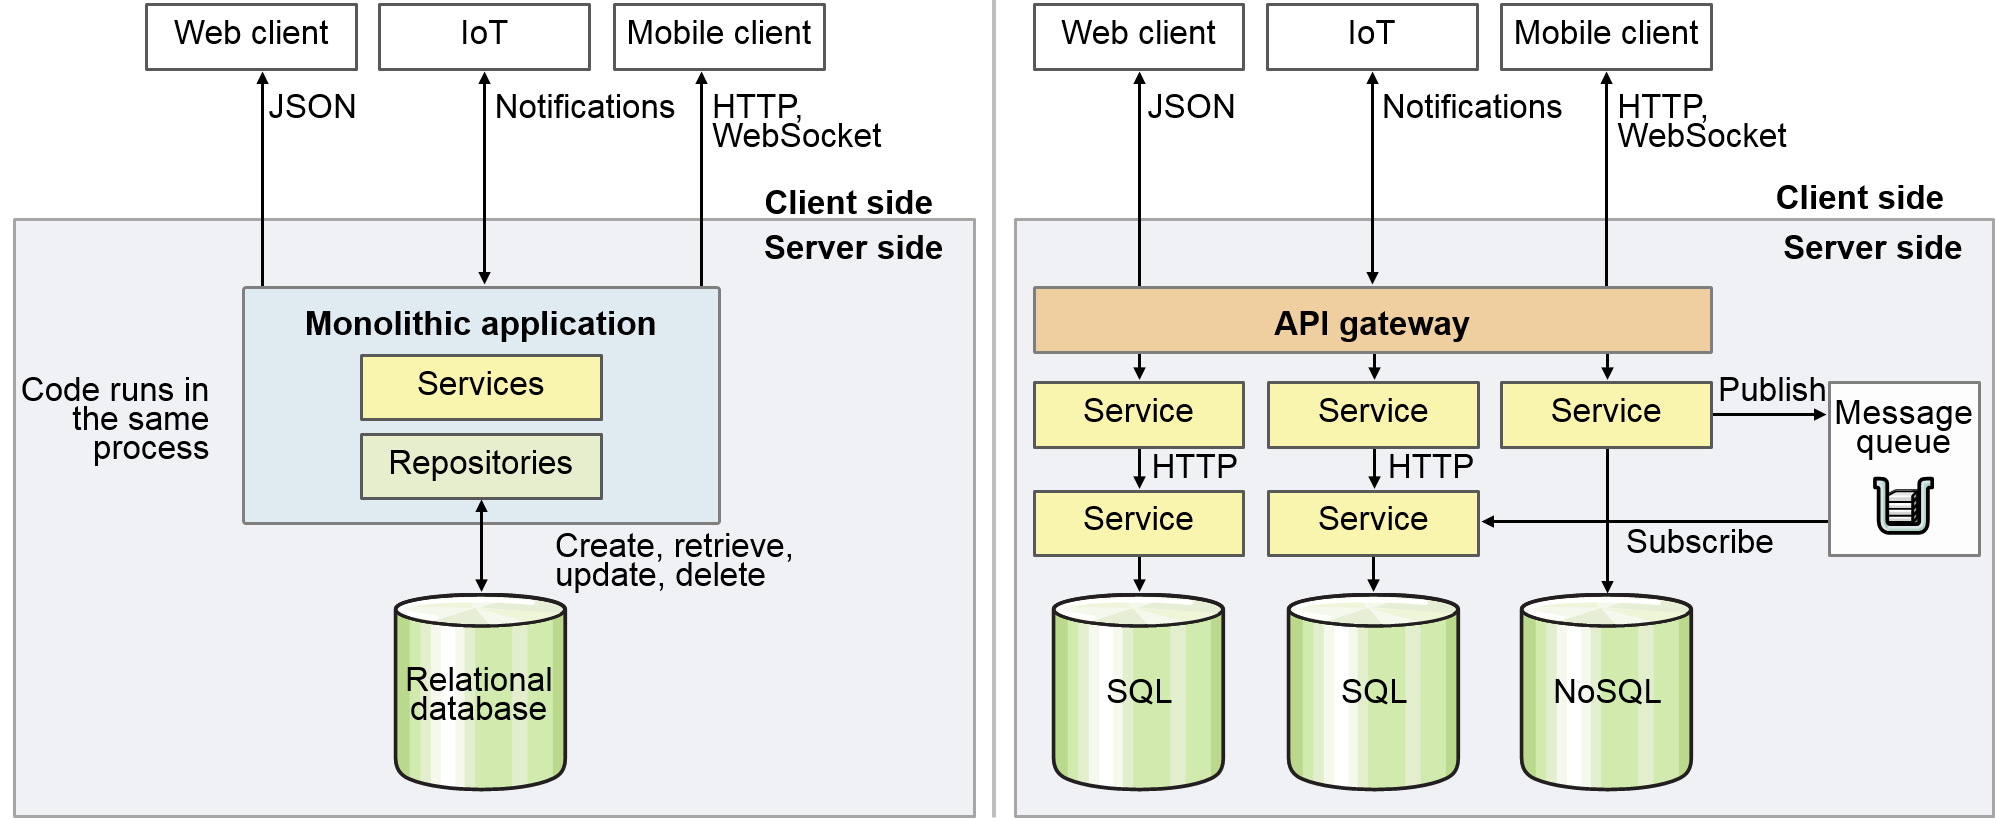 Web client
IoT
Mobile client
JSON
Notifications
HTTP,
WebSocket
Client side
Server side
Monolithic application
Services
Repositories
Code runs in
the same
process
Create, retrieve,
update, delete
Relational
database
Web client
IoT
Mobile client
JSON
Notifications
HTTP,
WebSocket
Client side
Server side
API gateway
Service
Service
Service
Publish
Message
queue
HTTP
HTTP
Service
Service
Subscribe
SQL
SQL
NoSQL